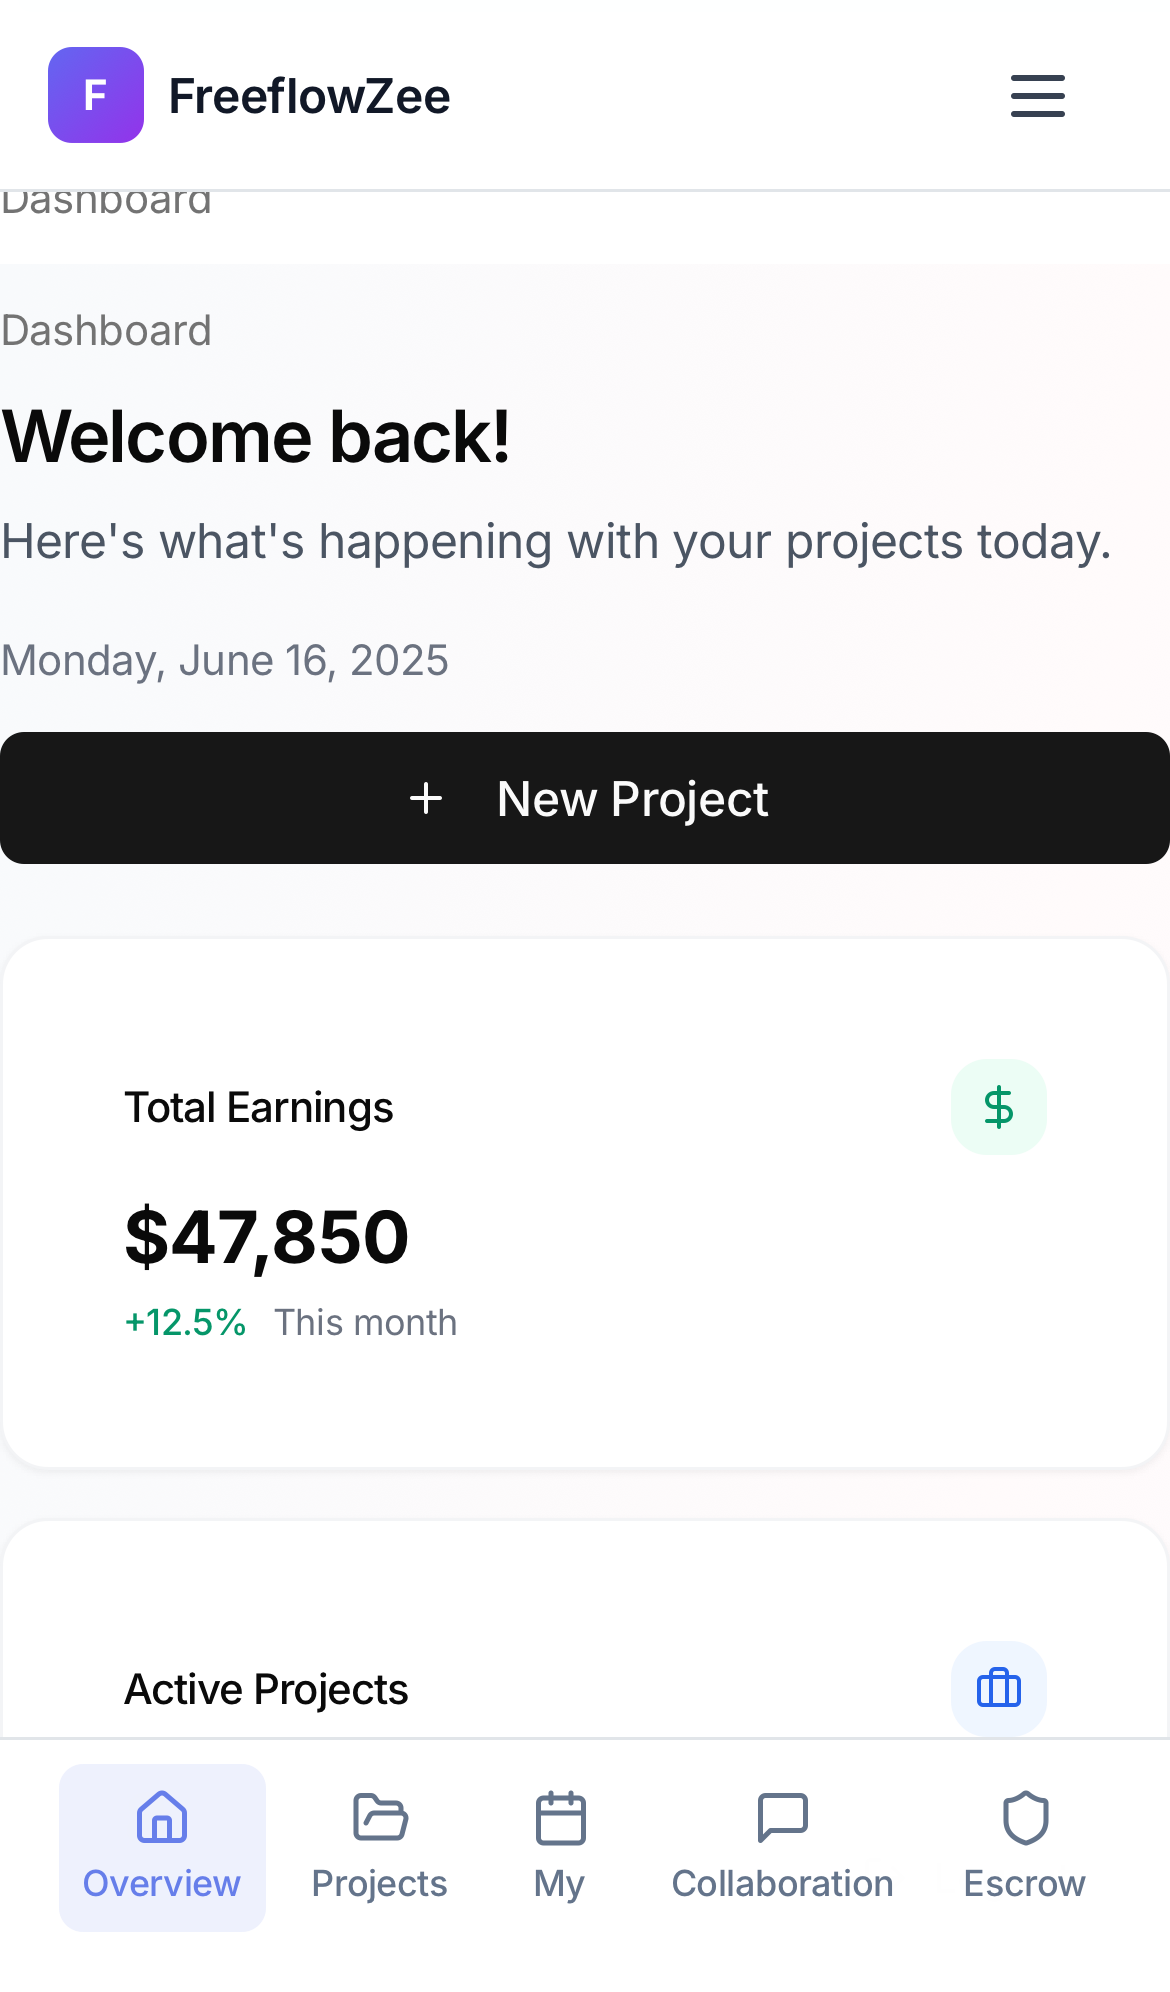 F
FreeflowZee
Dashboard
Dashboard
Welcome back!
Here's what's happening with your projects today.
Monday, June 16, 2025
New Project
Total Earnings
$47,850
+12.5% This month
Active Projects
Overview Projects My Collaboration Escrow